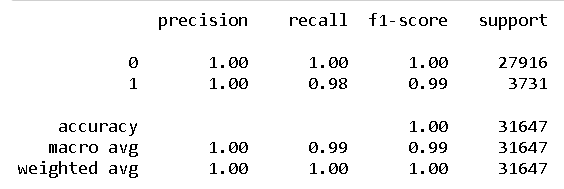 precision recall f1-score support
0 1.00 1.00 1.00 27916
1 1.00 0.98 0.99 3731
accuracy 1.00 31647
macro avg 1.00 0.99 0.99 31647
weighted avg 1.00 1.00 1.00 31647